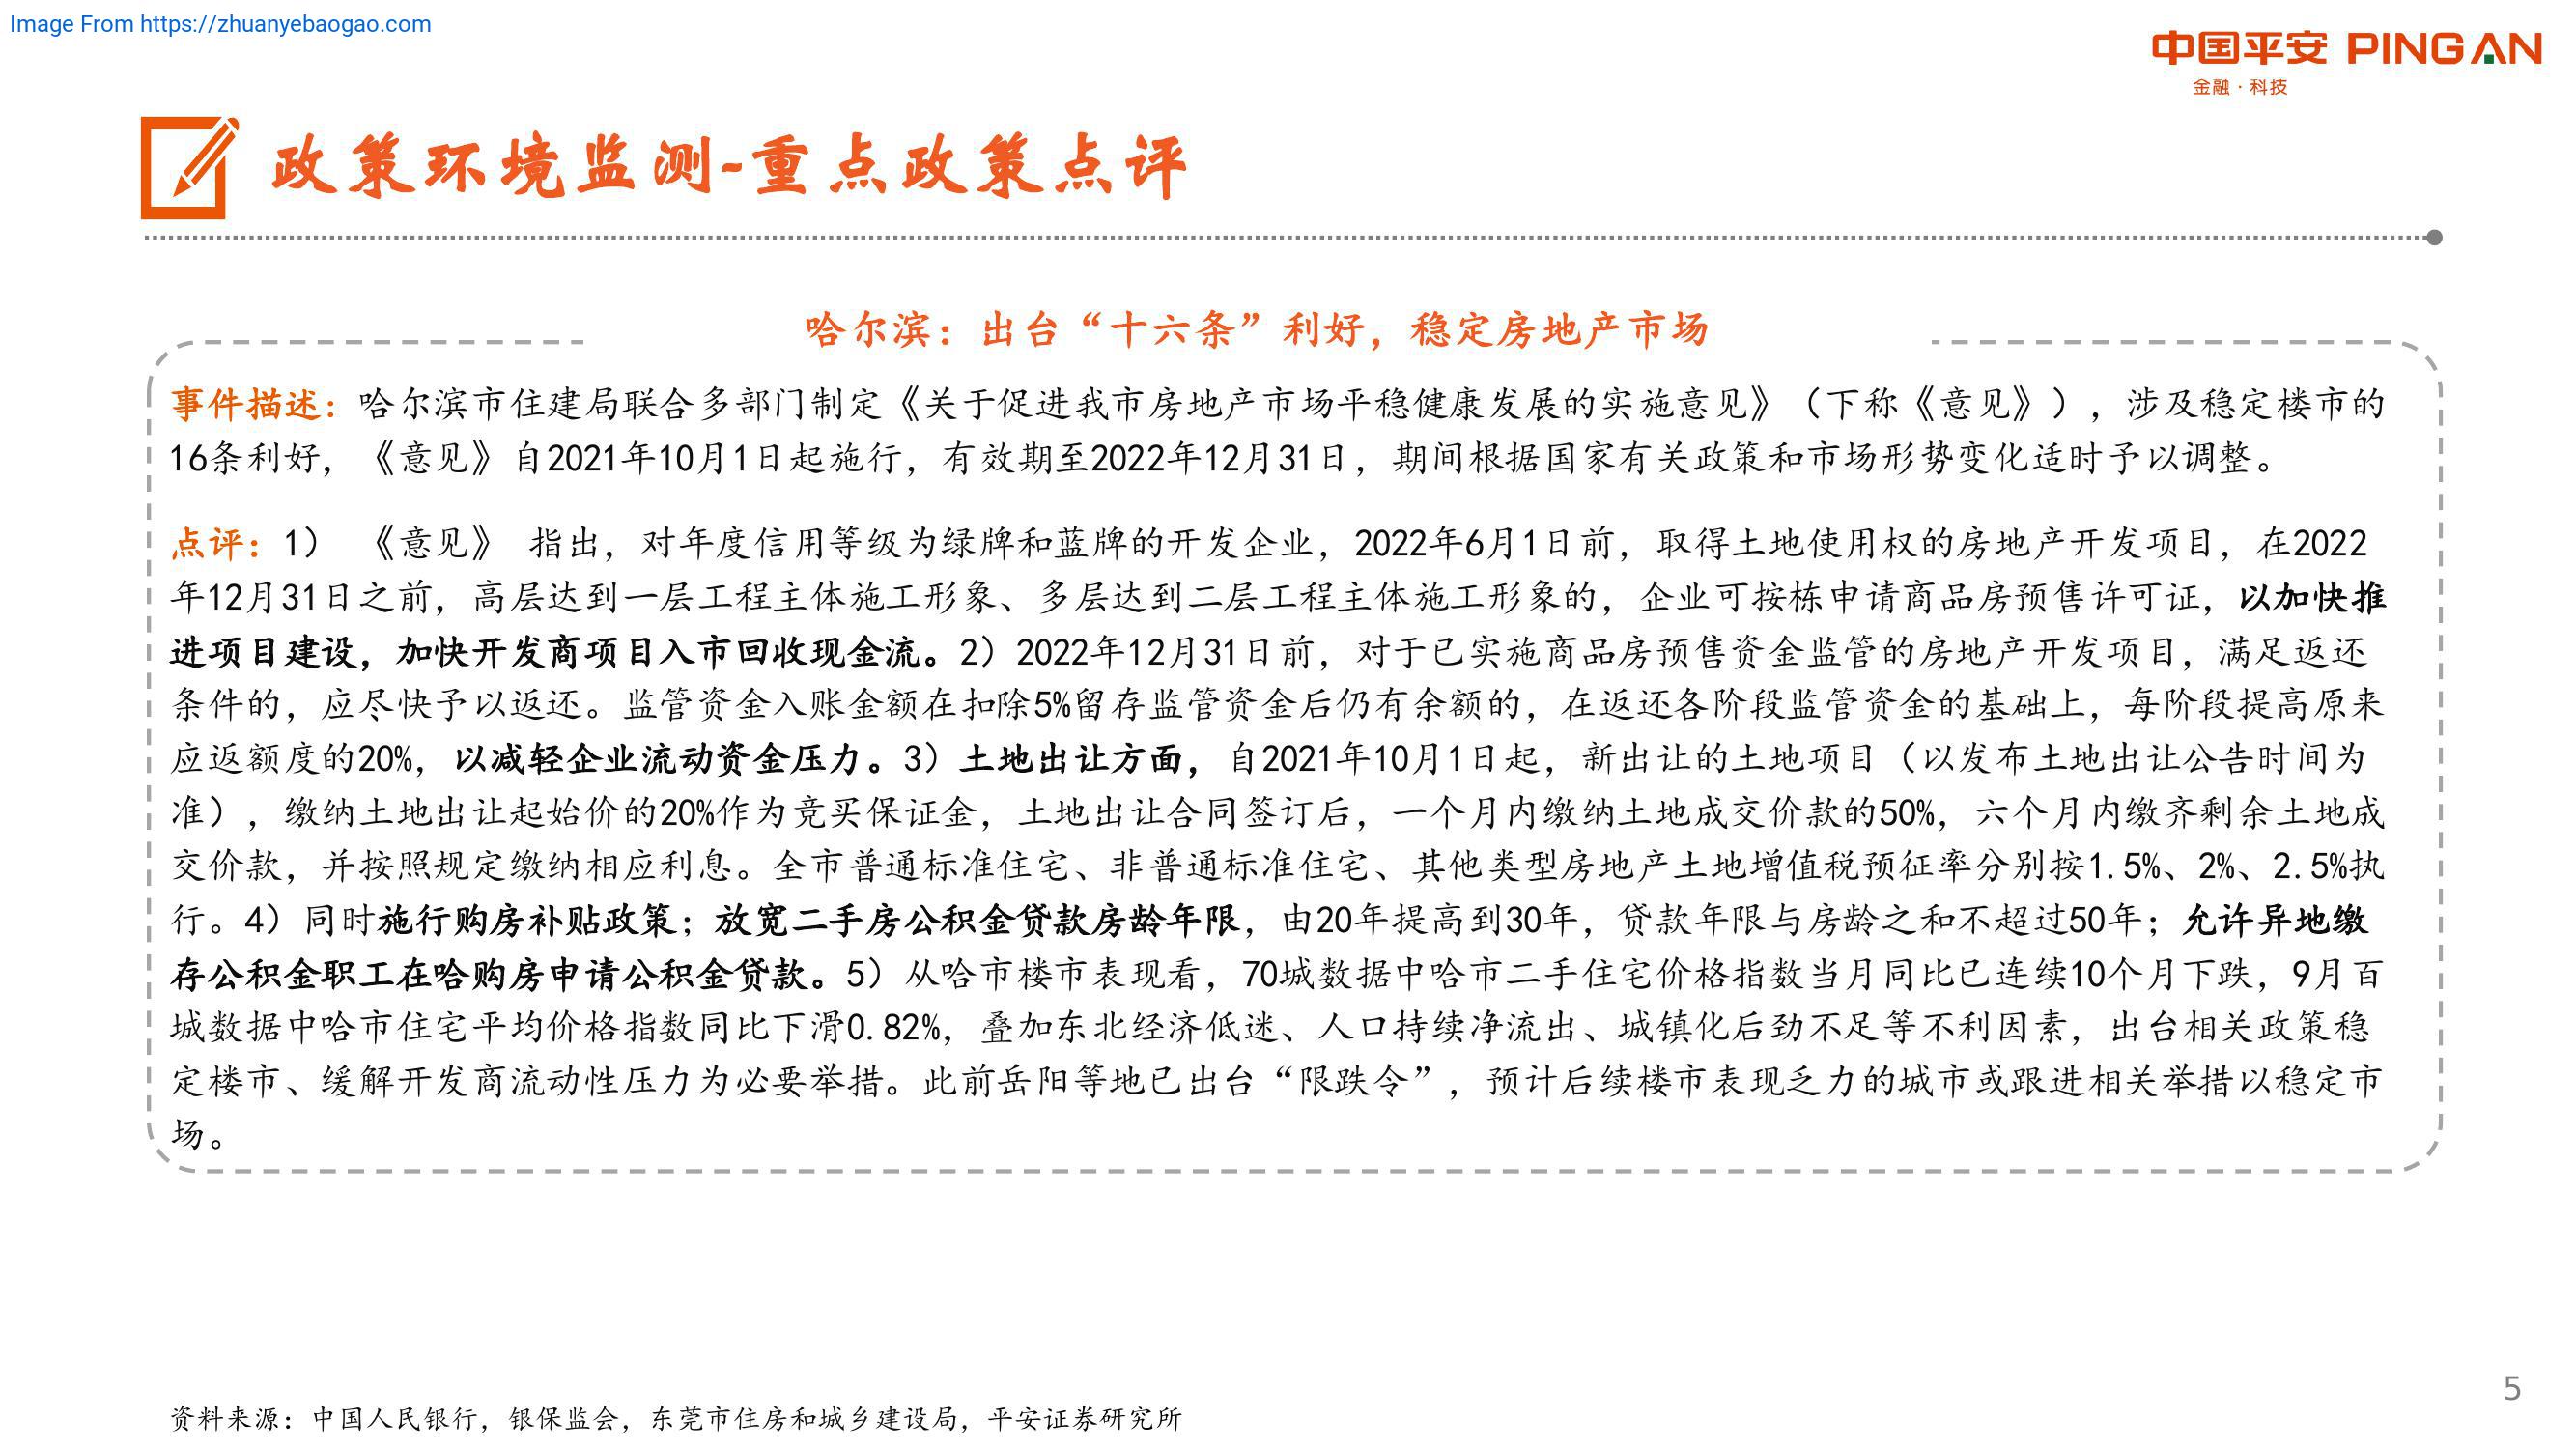 Image From https://zhuanyebaogao.com
中国平安 PINGAN
金融·科技
政策环境监测-重点政策点评
哈尔滨：出台“十六条”利好，稳定房地产市场
事件描述：哈尔滨市住建局联合多部门制定《关于促进我市房地产市场平稳健康发展的实施意见》（下称《意见》），涉及稳定楼市的
16条利好，《意见》自2021年10月1日起施行，有效期至2022年12月31日，期间根据国家有关政策和市场形势变化适时予以调整。
点评：1） 《意见》 指出，对年度信用等级为绿牌和蓝牌的开发企业，2022年6月1日前，取得土地使用权的房地产开发项目，在2022
年12月31日之前，高层达到一层工程主体施工形象、多层达到二层工程主体施工形象的，企业可按栋申请商品房预售许可证，以加快推
进项目建设，加快开发商项目入市回收现金流。2）2022年12月31日前，对于已实施商品房预售资金监管的房地产开发项目，满足返还
条件的，应尽快予以返还。监管资金入账金额在扣除5%留存监管资金后仍有余额的，在返还各阶段监管资金的基础上，每阶段提高原来
应返额度的20%，以减轻企业流动资金压力。3）土地出让方面，自2021年10月1日起，新出让的土地项目（以发布土地出让公告时间为
准），缴纳土地出让起始价的20%作为竞买保证金，土地出让合同签订后，一个月内缴纳土地成交价款的50%，六个月内缴齐剩余土地成
交价款，并按照规定缴纳相应利息。全市普通标准住宅、非普通标准住宅、其他类型房地产土地增值税预征率分别按1.5%、2%、2.5%执
行。4）同时施行购房补贴政策；放宽二手房公积金贷款房龄年限，由20年提高到30年，贷款年限与房龄之和不超过50年；允许异地缴
存公积金职工在哈购房申请公积金贷款。5）从哈市楼市表现看，70城数据中哈市二手住宅价格指数当月同比已连续10个月下跌，9月百
城数据中哈市住宅平均价格指数同比下滑0.82%，叠加东北经济低迷、人口持续净流出、城镇化后劲不足等不利因素，出台相关政策稳
定楼市、缓解开发商流动性压力为必要举措。此前岳阳等地已出台“限跌令”，预计后续楼市表现乏力的城市或跟进相关举措以稳定市
场。
资料来源：中国人民银行，银保监会，东莞市住房和城乡建设局，平安证券研究所
5